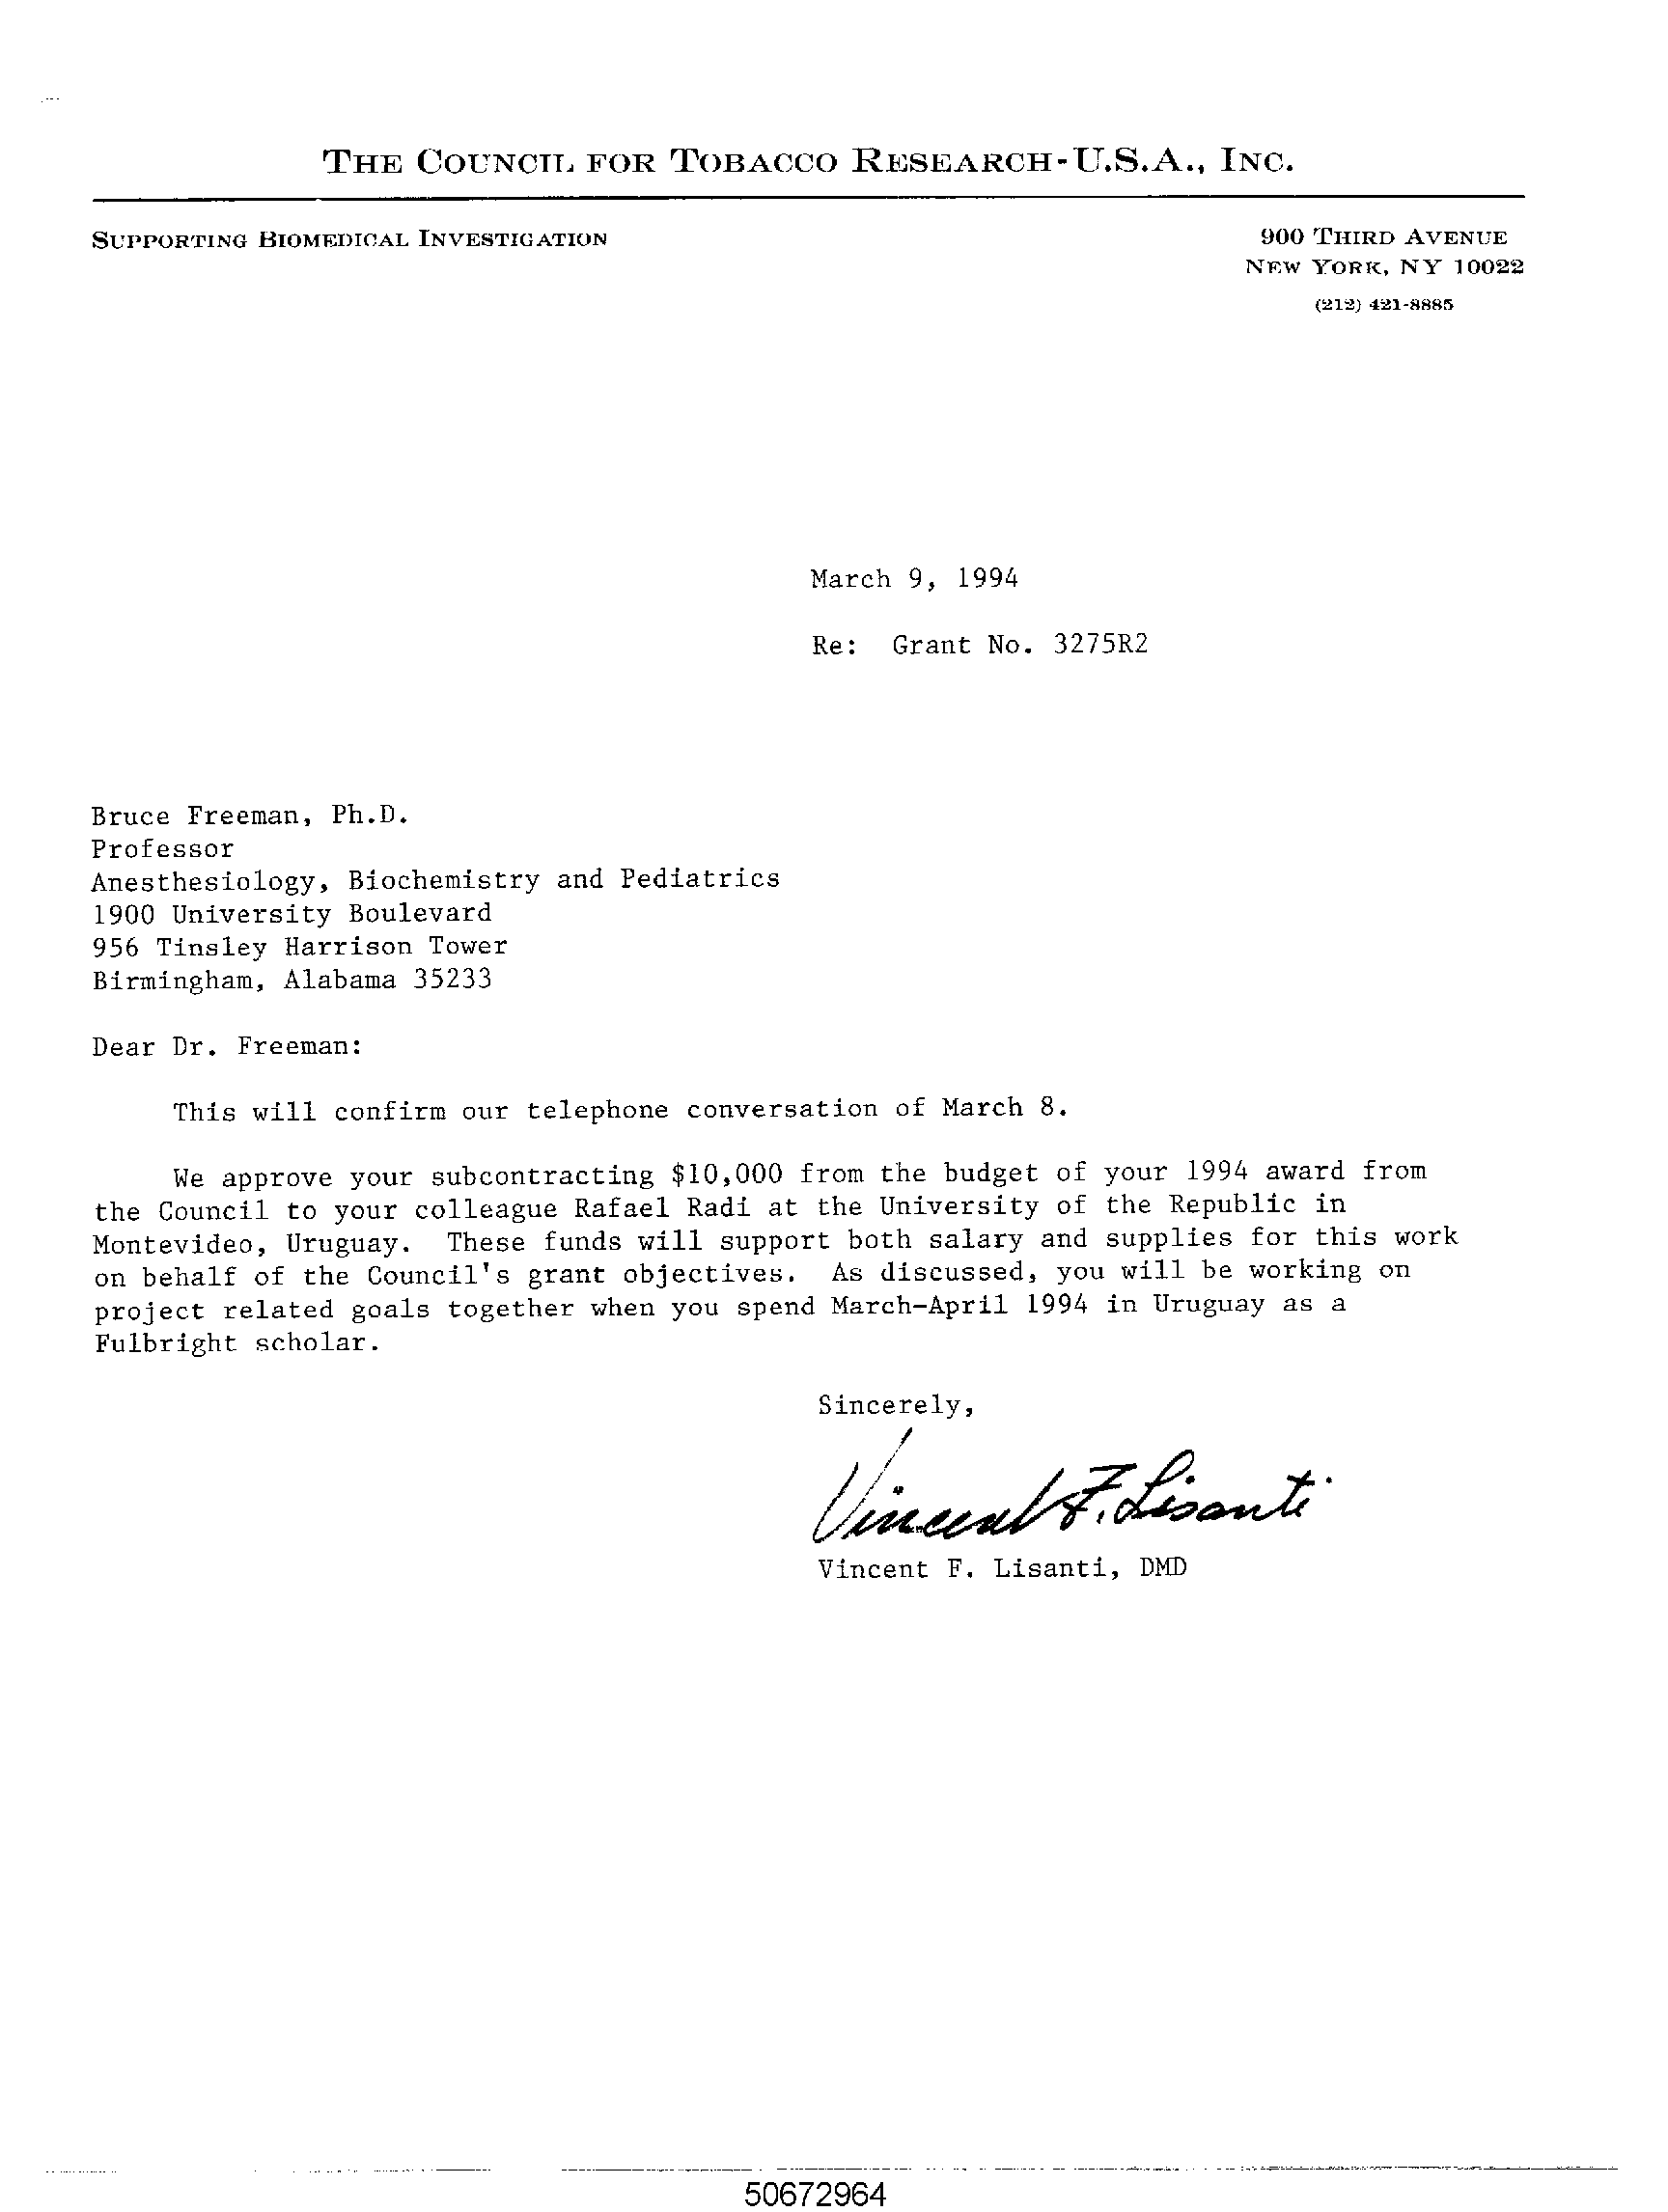 THE COUNCIL FOR TOBACCO RESEARCH-U.S.A., INC.
SUPPORTING BIOMEDICAL INVESTIGATION
900 THIRD AVENUE
NEW YORK, NY 10022
(212) 421-8885
March 9, 1994
Re: Grant No. 3275R2
Bruce Freeman, Ph.D.
Professor
Anesthesiology, Biochemistry and Pediatrics
1900 University Boulevard
956 Tinsley Harrison Tower
Birmingham, Alabama 35233
Dear Dr. Freeman:
This will confirm our telephone conversation of March 8.
We approve your subcontracting $10,000 from the budget of your 1994 award from
the Council to your colleague Rafael Radi at the University of the Republic in
Montevideo, Uruguay. These funds will support both salary and supplies for this work
on behalf of the Council's grant objectives. As discussed, you will be working on
project related goals together when you spend March-April 1994 in Uruguay as a
Fulbright scholar.
Sincerely,
Vincent F. Lisanti
Vincent F. Lisanti, DMD
50672964